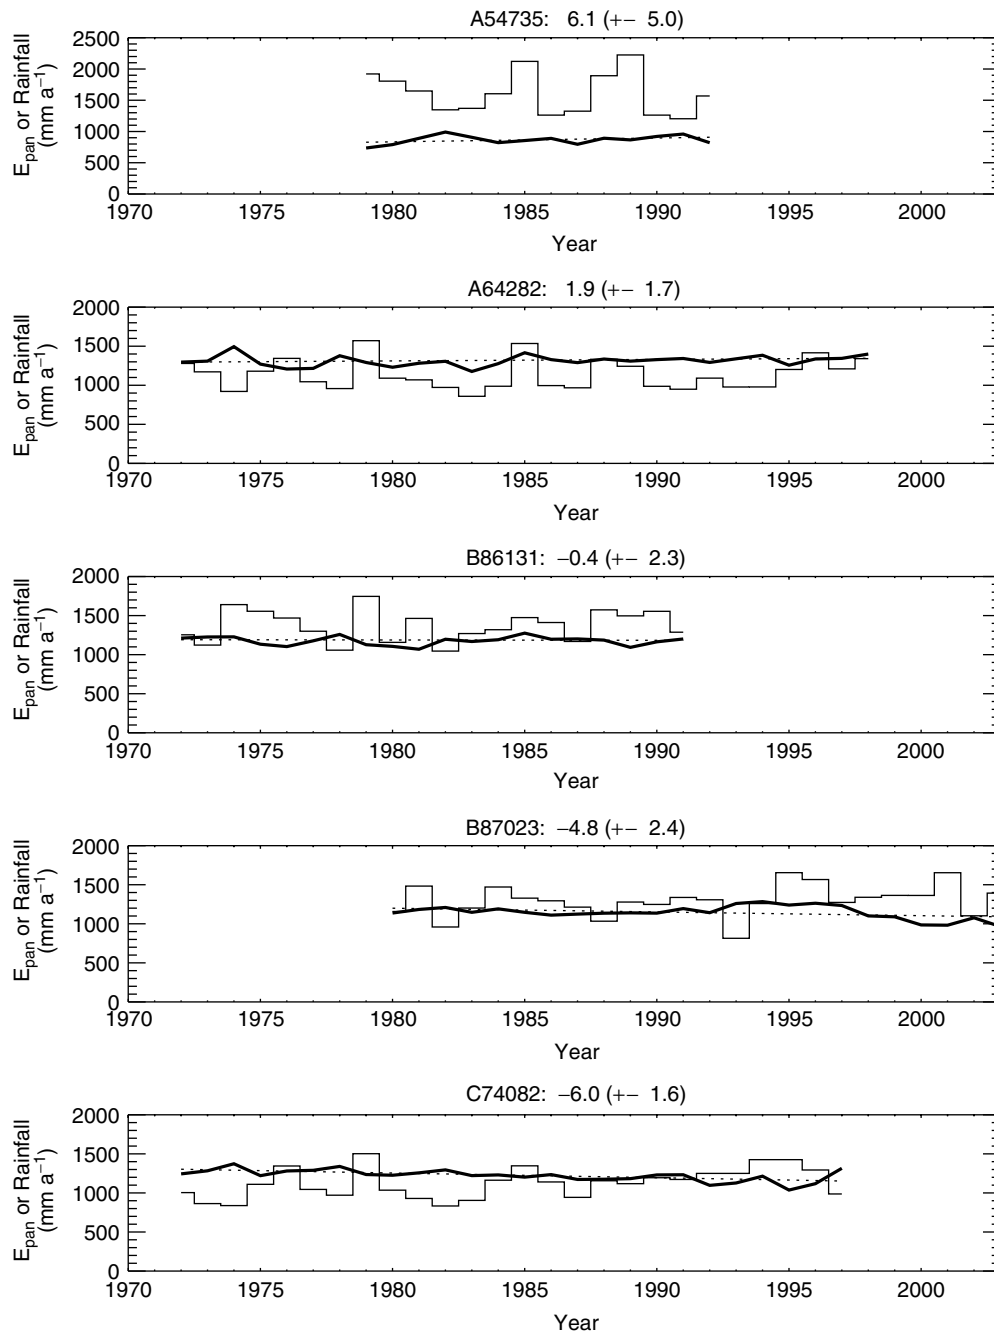 A54735: 6.1 (+− 5.0)
E_pan or Rainfall
(mm a⁻¹)
2500
2000
1500
1000
500
0
1970 1975 1980 1985 1990 1995 2000
Year
A64282: 1.9 (+− 1.7)
E_pan or Rainfall
(mm a⁻¹)
2000
1500
1000
500
0
1970 1975 1980 1985 1990 1995 2000
Year
B86131: −0.4 (+− 2.3)
E_pan or Rainfall
(mm a⁻¹)
2000
1500
1000
500
0
1970 1975 1980 1985 1990 1995 2000
Year
B87023: −4.8 (+− 2.4)
E_pan or Rainfall
(mm a⁻¹)
2000
1500
1000
500
0
1970 1975 1980 1985 1990 1995 2000
Year
C74082: −6.0 (+− 1.6)
E_pan or Rainfall
(mm a⁻¹)
2000
1500
1000
500
0
1970 1975 1980 1985 1990 1995 2000
Year